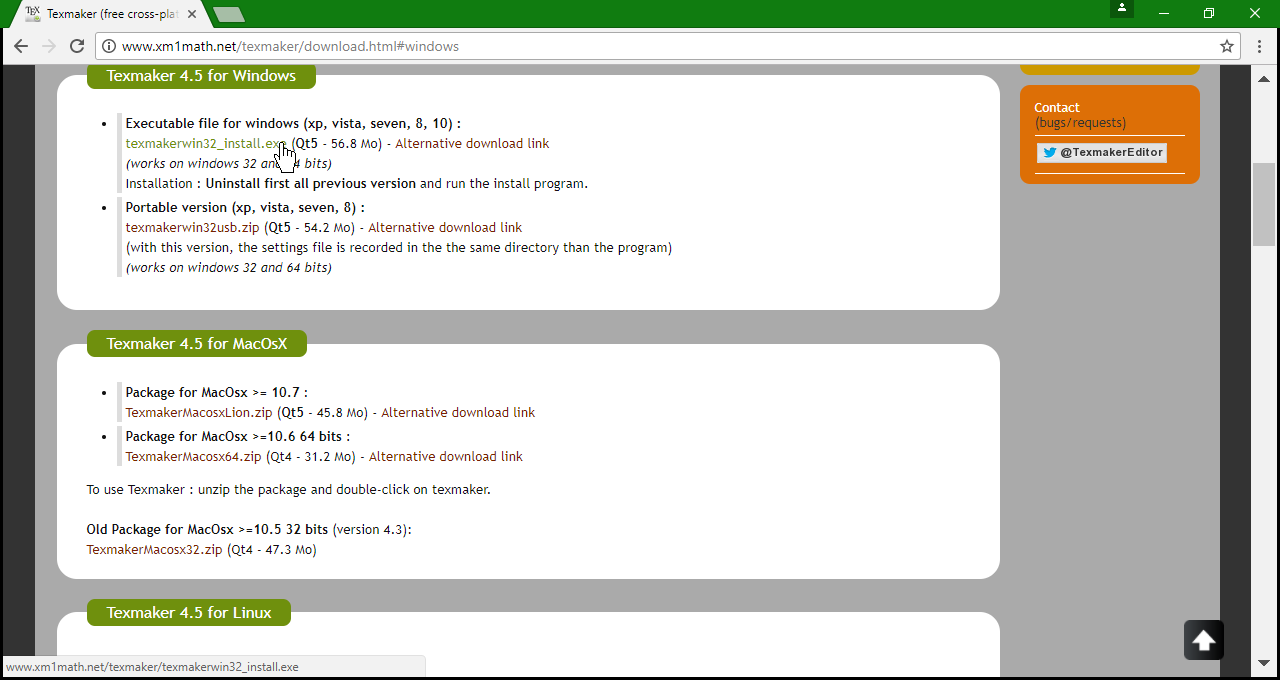 TEX
Texmaker (free cross-plat
www.xm1math.net/texmaker/download.html#windows
Texmaker 4.5 for Windows
Executable file for windows (xp, vista, seven, 8, 10) :
texmakerwin32_install.exe (Qt5 - 56.8 Mo) - Alternative download link
(works on windows 32 and 64 bits)
Installation : Uninstall first all previous version and run the install program.
Portable version (xp, vista, seven, 8) :
texmakerwin32usb.zip (Qt5 - 54.2 Mo) - Alternative download link
(with this version, the settings file is recorded in the the same directory than the program)
(works on windows 32 and 64 bits)
Contact
(bugs/requests)
@TexmakerEditor
Texmaker 4.5 for MacOsX
Package for MacOsx >= 10.7 :
TexmakerMacosxLion.zip (Qt5 - 45.8 Mo) - Alternative download link
Package for MacOsx >=10.6 64 bits :
TexmakerMacosx64.zip (Qt4 - 31.2 Mo) - Alternative download link
To use Texmaker : unzip the package and double-click on texmaker.
Old Package for MacOsx >=10.5 32 bits (version 4.3):
TexmakerMacosx32.zip (Qt4 - 47.3 Mo)
Texmaker 4.5 for Linux
www.xm1math.net/texmaker/texmakerwin32_install.exe